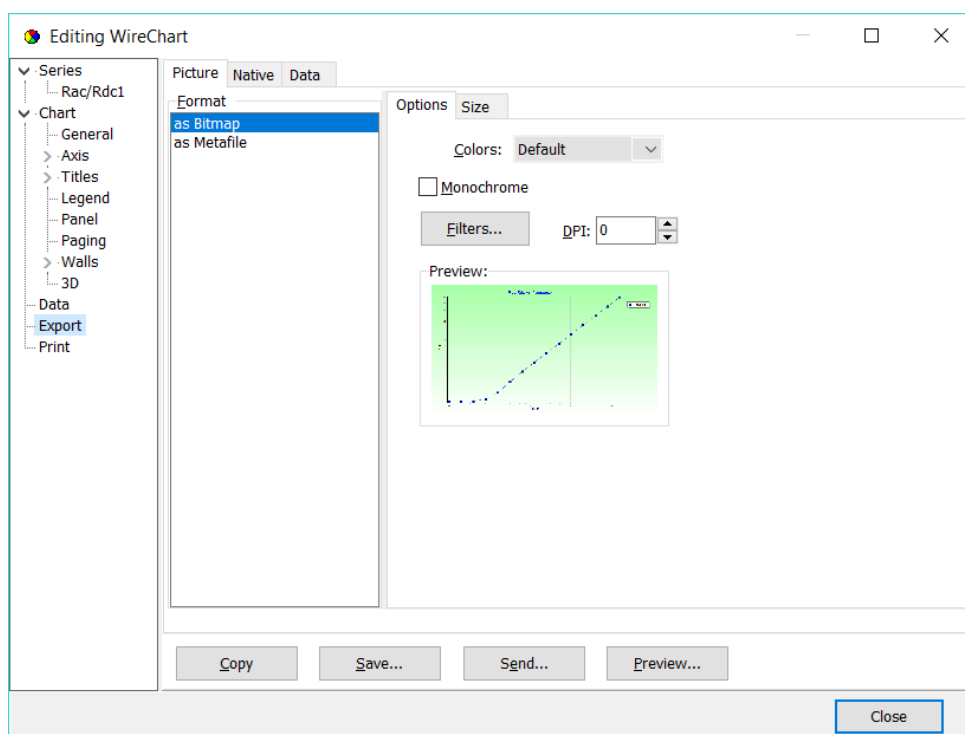 Editing WireChart
Series
Rac/Rdc1
Chart
General
Axis
Titles
Legend
Panel
Paging
Walls
3D
Data
Export
Print
Picture Native Data
Format
as Bitmap
as Metafile
Options Size
Colors: Default
Monochrome
Filters... DPI: 0
Preview:
Copy Save... Send... Preview...
Close